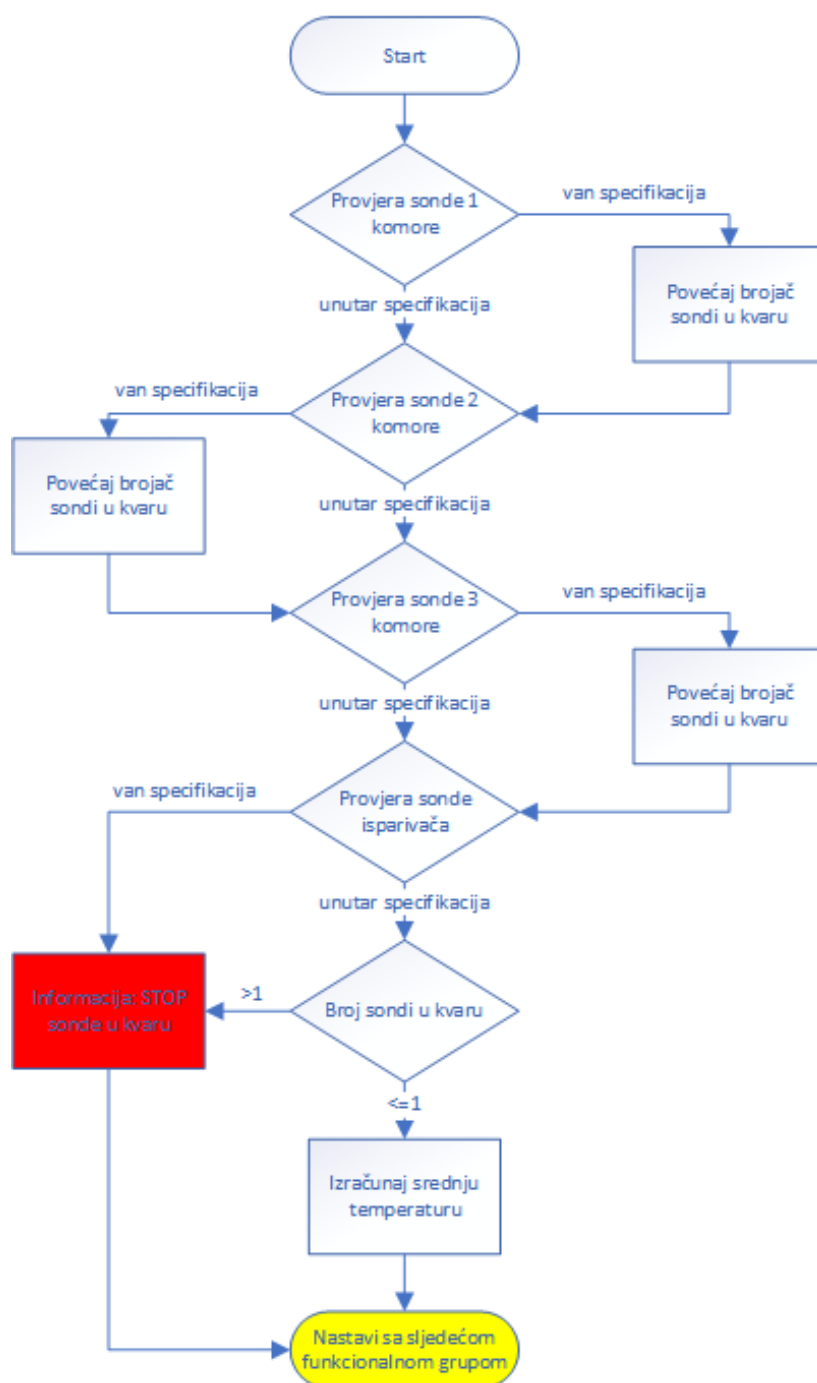 Start
Provjera sonde 1
komore
van specifikacija
Povećaj brojač
sondi u kvaru
unutar specifikacija
Provjera sonde 2
komore
van specifikacija
Povećaj brojač
sondi u kvaru
unutar specifikacija
Provjera sonde 3
komore
van specifikacija
Povećaj brojač
sondi u kvaru
unutar specifikacija
Provjera sonde
isparivača
van specifikacija
unutar specifikacija
Informacija: STOP
sonde u kvaru
>1
Broj sondi u kvaru
<=1
Izračunaj srednju
temperaturu
Nastavi sa sljedećom
funkcionalnom grupom